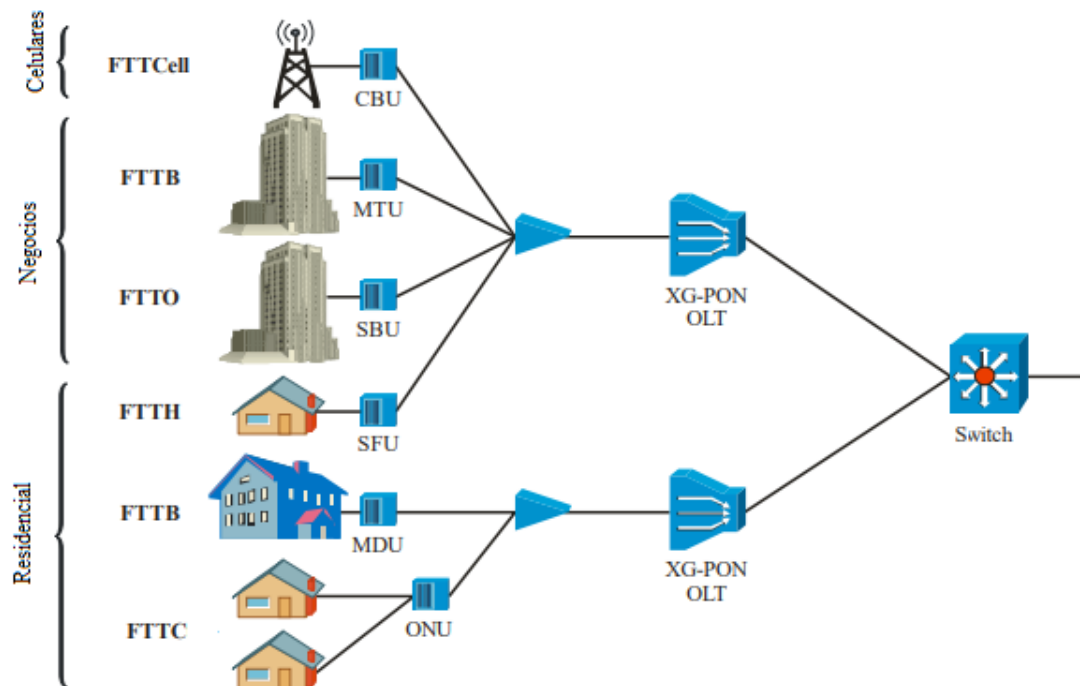 Celulares
FTTCell
CBU
Negocios
FTTB
MTU
FTTO
SBU
XG-PON
OLT
Switch
Residencial
FTTH
SFU
FTTB
MDU
XG-PON
OLT
FTTC
ONU